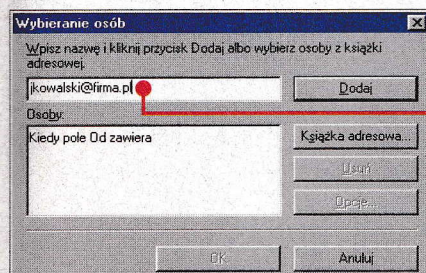 Wybieranie osób
Wpisz nazwę i kliknij przycisk Dodaj albo wybierz osoby z książki
adresowej.
jkowalski@firma.pl
Dodaj
Osoby:
Kiedy pole Od zawiera
Książka adresowa...
Usuń
Opcje...
OK
Anuluj